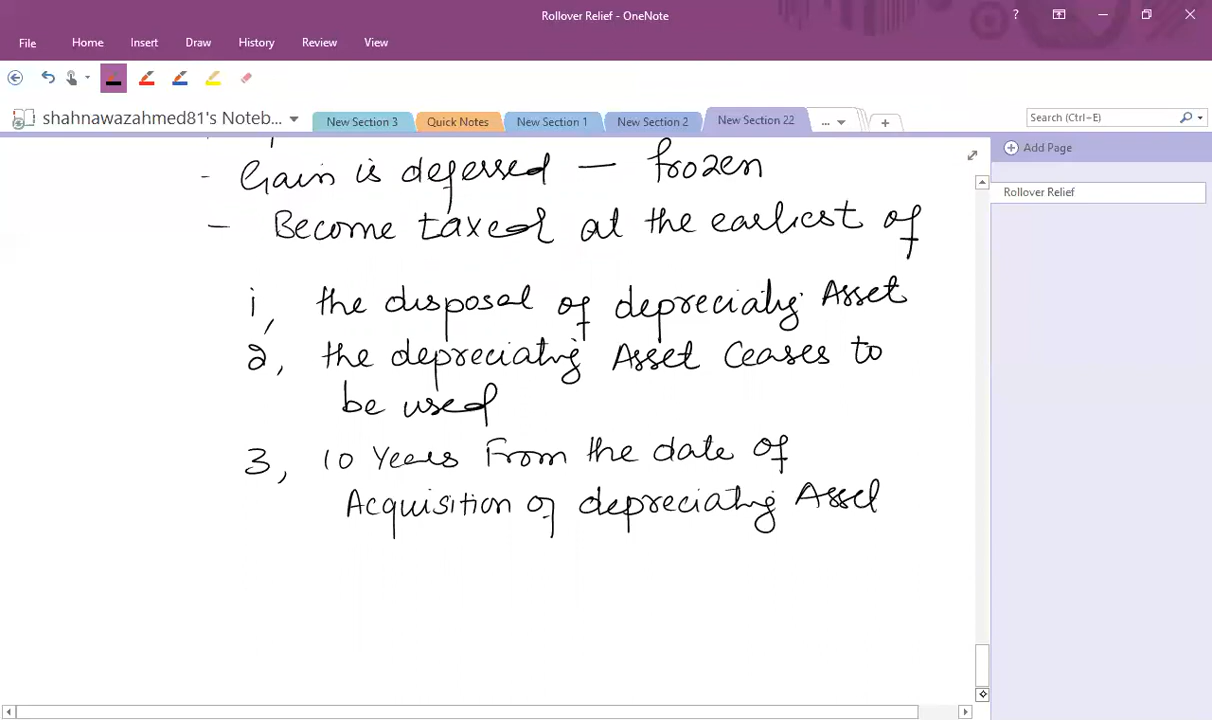 Rollover Relief - OneNote
?
File Home Insert Draw History Review View
shahnawazahmed81's Noteb... New Section 3 Quick Notes New Section 1 New Section 2 New Section 22 ... + Search (Ctrl+E)
Add Page
Rollover Relief
- Gain is deferred — frozen
- Become taxed at the earliest of
1, the disposal of depreciating Asset
2, the depreciating Asset Ceases to
be used
3, 10 Years From the date of
Acquisition of depreciating Asset